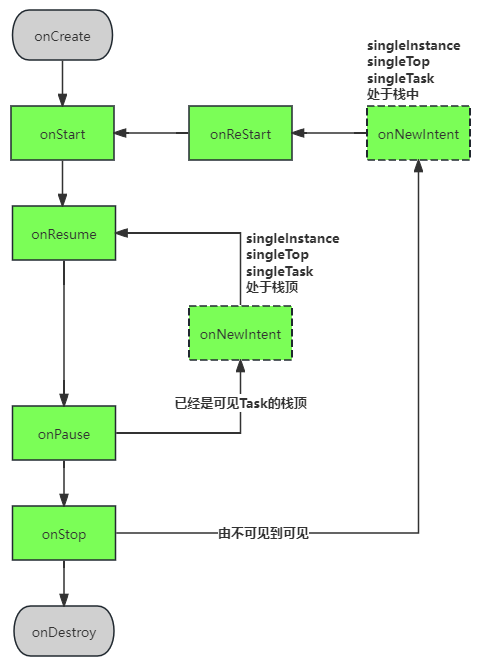 onCreate
singleInstance
singleTop
singleTask
处于栈中
onStart
onReStart
onNewIntent
onResume
singleInstance
singleTop
singleTask
处于栈顶
onNewIntent
已经是可见Task的栈顶
onPause
onStop
由不可见到可见
onDestroy